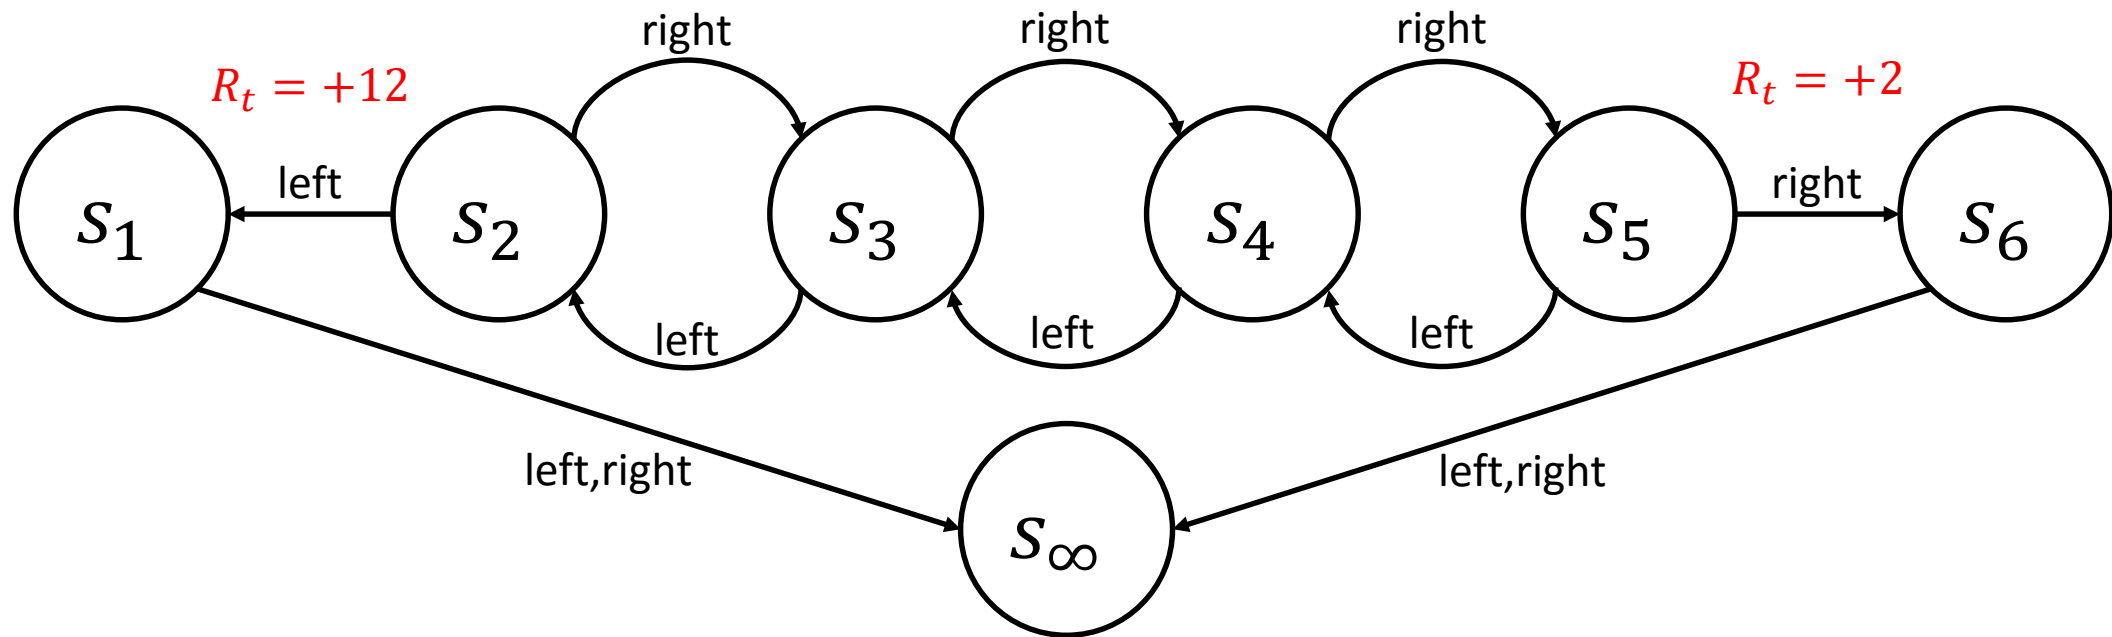 right
right
right
R_t = +12
R_t = +2
left
right
s_1
s_2
s_3
s_4
s_5
s_6
left
left
left
left,right
left,right
s_∞